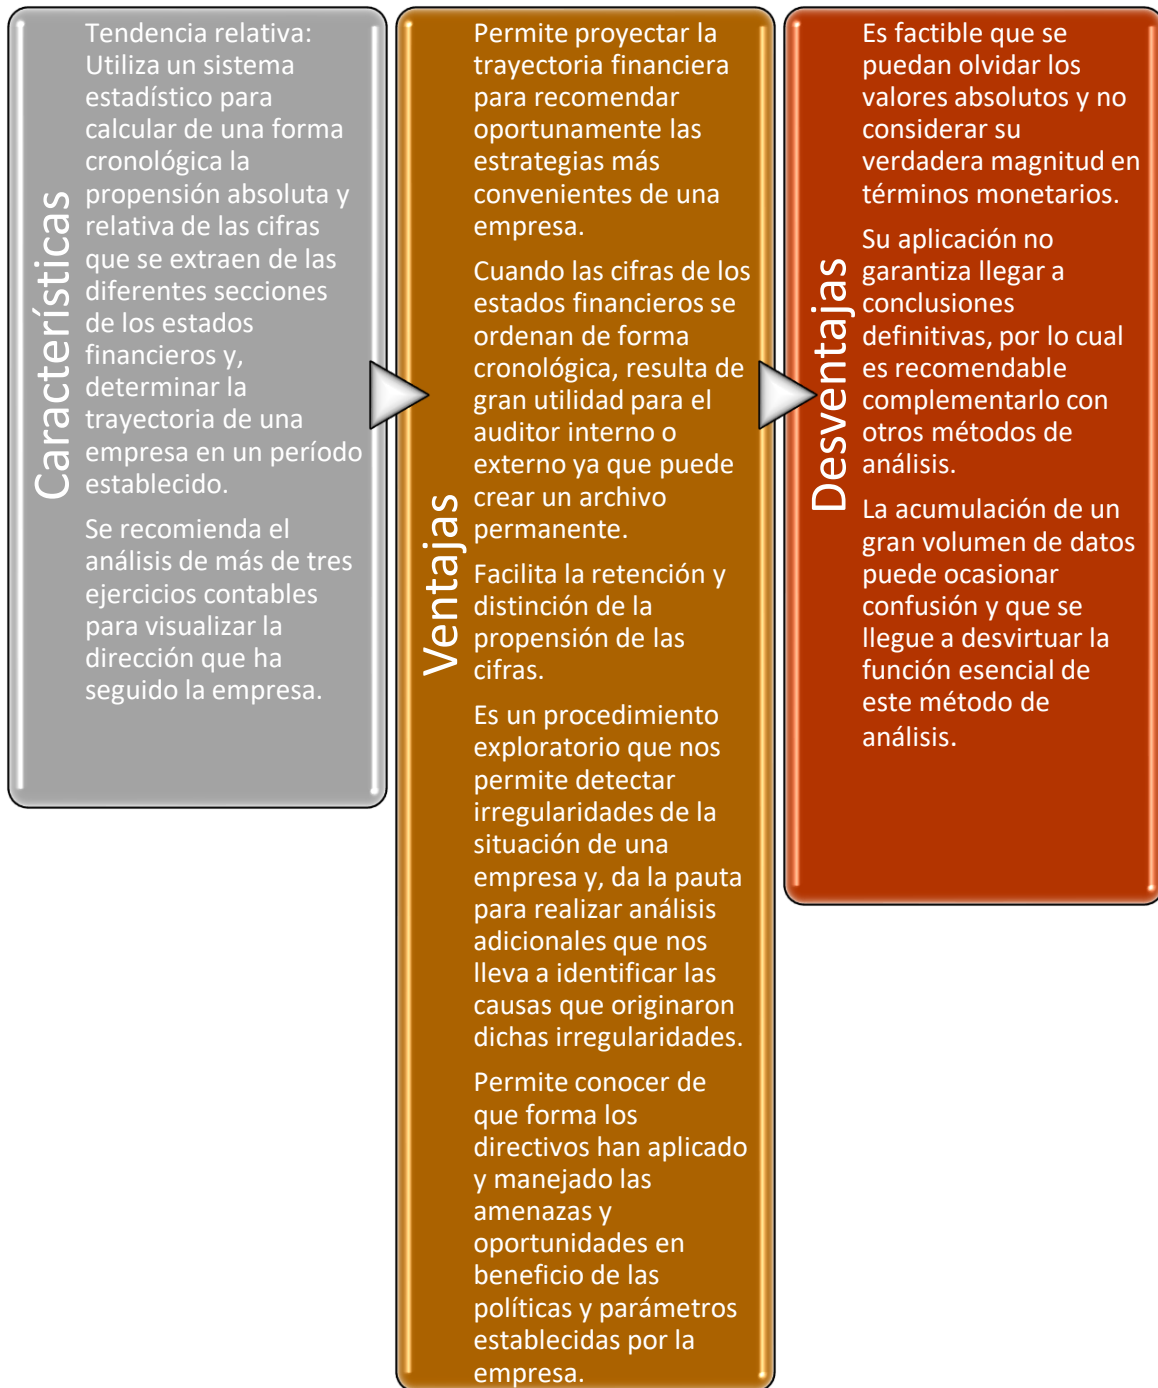 Características
Tendencia relativa:
Utiliza un sistema
estadístico para
calcular de una forma
cronológica la
propensión absoluta y
relativa de las cifras
que se extraen de las
diferentes secciones
de los estados
financieros y,
determinar la
trayectoria de una
empresa en un período
establecido.
Se recomienda el
análisis de más de tres
ejercicios contables
para visualizar la
dirección que ha
seguido la empresa.
Ventajas
Permite proyectar la
trayectoria financiera
para recomendar
oportunamente las
estrategias más
convenientes de una
empresa.
Cuando las cifras de los
estados financieros se
ordenan de forma
cronológica, resulta de
gran utilidad para el
auditor interno o
externo ya que puede
crear un archivo
permanente.
Facilita la retención y
distinción de la
propensión de las
cifras.
Es un procedimiento
exploratorio que nos
permite detectar
irregularidades de la
situación de una
empresa y, da la pauta
para realizar análisis
adicionales que nos
lleva a identificar las
causas que originaron
dichas irregularidades.
Permite conocer de
que forma los
directivos han aplicado
y manejado las
amenazas y
oportunidades en
beneficio de las
políticas y parámetros
establecidas por la
empresa.
Desventajas
Es factible que se
puedan olvidar los
valores absolutos y no
considerar su
verdadera magnitud en
términos monetarios.
Su aplicación no
garantiza llegar a
conclusiones
definitivas, por lo cual
es recomendable
complementarlo con
otros métodos de
análisis.
La acumulación de un
gran volumen de datos
puede ocasionar
confusión y que se
llegue a desvirtuar la
función esencial de
este método de
análisis.